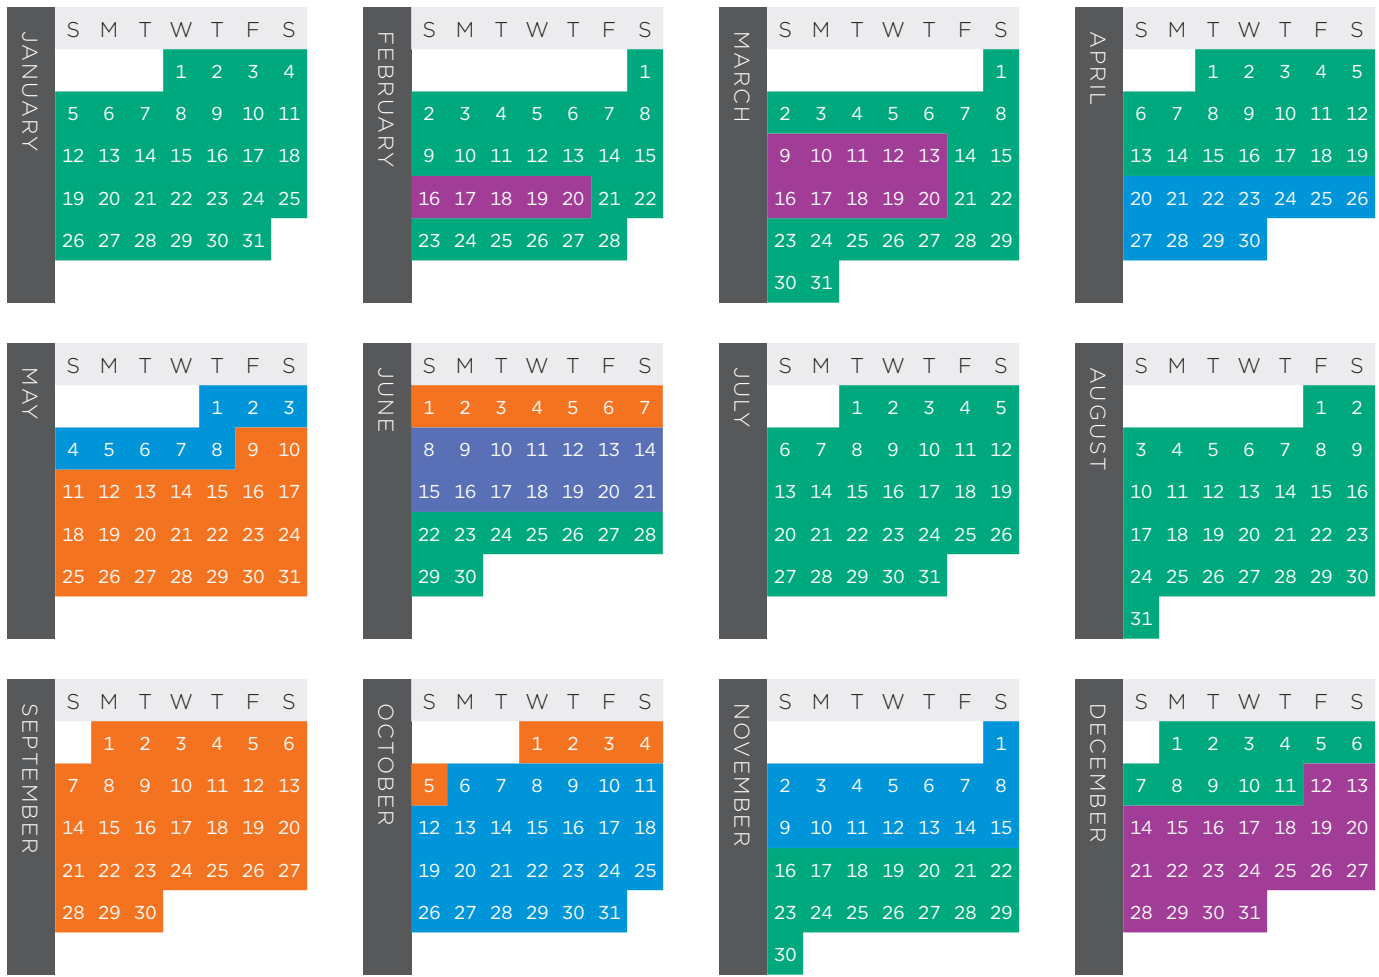 JANUARY
S M T W T F S
1 2 3 4
5 6 7 8 9 10 11
12 13 14 15 16 17 18
19 20 21 22 23 24 25
26 27 28 29 30 31
FEBRUARY
S M T W T F S
1
2 3 4 5 6 7 8
9 10 11 12 13 14 15
16 17 18 19 20 21 22
23 24 25 26 27 28
MARCH
S M T W T F S
1
2 3 4 5 6 7 8
9 10 11 12 13 14 15
16 17 18 19 20 21 22
23 24 25 26 27 28 29
30 31
APRIL
S M T W T F S
1 2 3 4 5
6 7 8 9 10 11 12
13 14 15 16 17 18 19
20 21 22 23 24 25 26
27 28 29 30
MAY
S M T W T F S
1 2 3
4 5 6 7 8 9 10
11 12 13 14 15 16 17
18 19 20 21 22 23 24
25 26 27 28 29 30 31
JUNE
S M T W T F S
1 2 3 4 5 6 7
8 9 10 11 12 13 14
15 16 17 18 19 20 21
22 23 24 25 26 27 28
29 30
JULY
S M T W T F S
1 2 3 4 5
6 7 8 9 10 11 12
13 14 15 16 17 18 19
20 21 22 23 24 25 26
27 28 29 30 31
AUGUST
S M T W T F S
1 2
3 4 5 6 7 8 9
10 11 12 13 14 15 16
17 18 19 20 21 22 23
24 25 26 27 28 29 30
31
SEPTEMBER
S M T W T F S
1 2 3 4 5 6
7 8 9 10 11 12 13
14 15 16 17 18 19 20
21 22 23 24 25 26 27
28 29 30
OCTOBER
S M T W T F S
1 2 3 4
5 6 7 8 9 10 11
12 13 14 15 16 17 18
19 20 21 22 23 24 25
26 27 28 29 30 31
NOVEMBER
S M T W T F S
1
2 3 4 5 6 7 8
9 10 11 12 13 14 15
16 17 18 19 20 21 22
23 24 25 26 27 28 29
30
DECEMBER
S M T W T F S
1 2 3 4 5 6
7 8 9 10 11 12 13
14 15 16 17 18 19 20
21 22 23 24 25 26 27
28 29 30 31